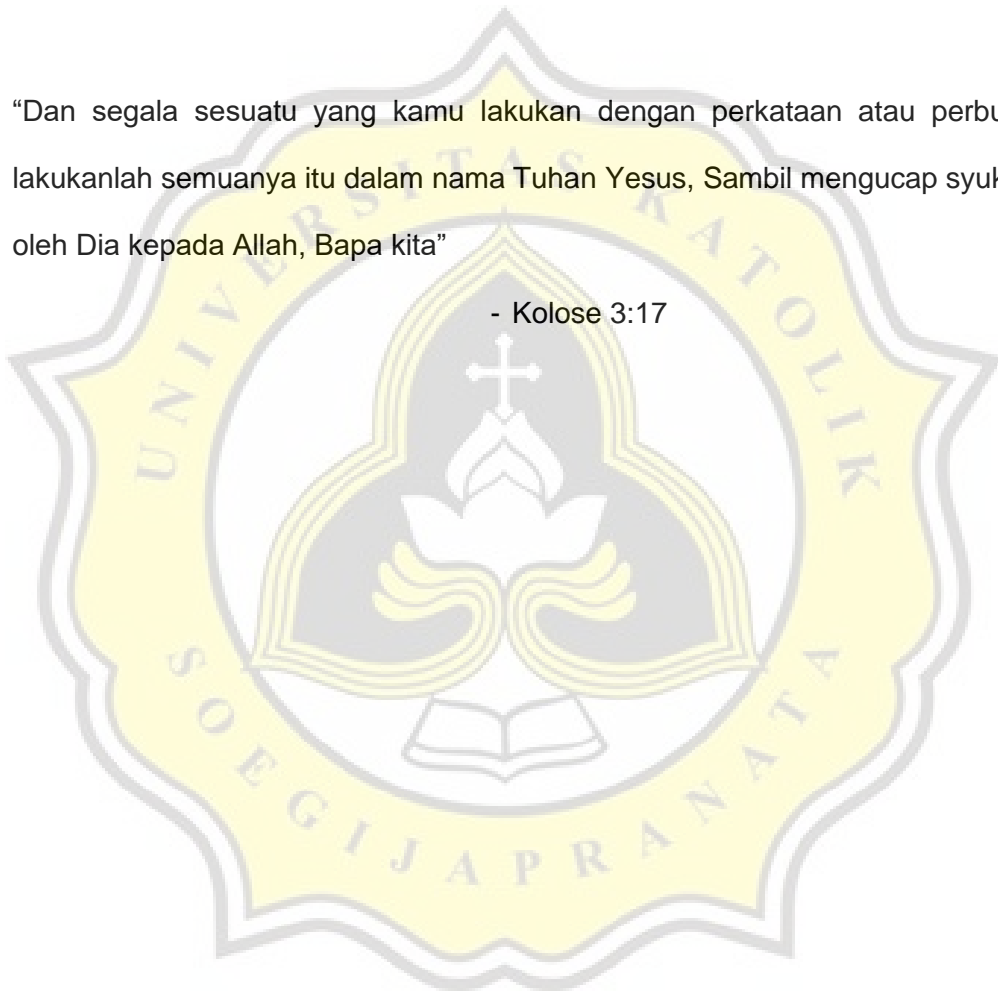 “Dan segala sesuatu yang kamu lakukan dengan perkataan atau perbu
lakukanlah semuanya itu dalam nama Tuhan Yesus, Sambil mengucap syuk
oleh Dia kepada Allah, Bapa kita”
- Kolose 3:17
UNIVERSITAS KATOLIK
SOEGIJAPRANATA